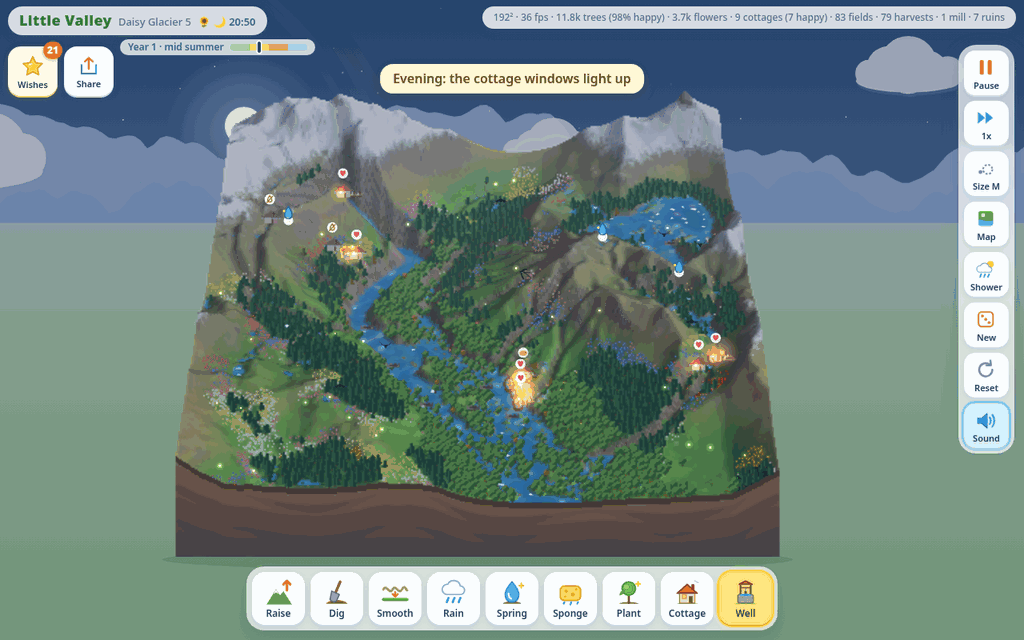 Little Valley Daisy Glacier 5 20:50
192² · 36 fps · 11.8k trees (98% happy) · 3.7k flowers · 9 cottages (7 happy) · 83 fields · 79 harvests · 1 mill · 7 ruins
Year 1 · mid summer
21
Wishes
Share
Evening: the cottage windows light up
Pause
1x
Size M
Map
Shower
New
Reset
Sound
Raise
Dig
Smooth
Rain
Spring
Sponge
Plant
Cottage
Well